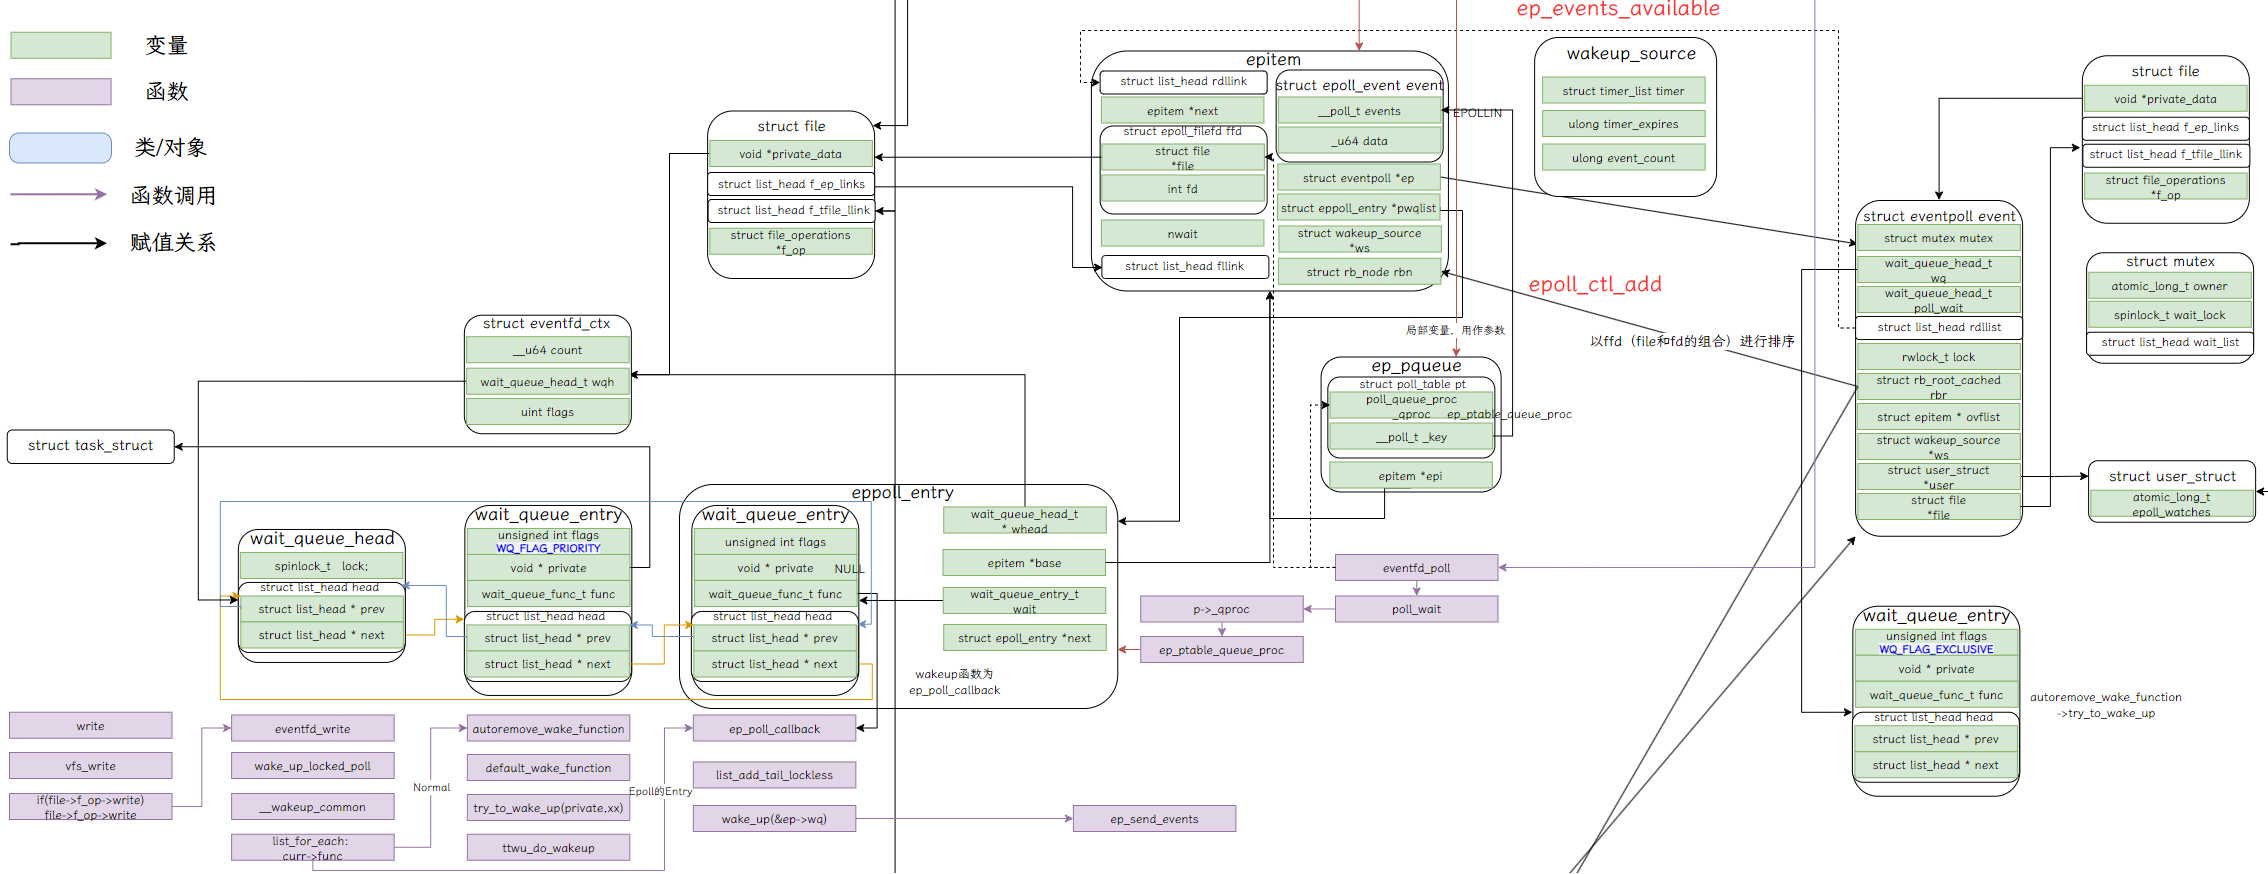 变量
函数
类/对象
函数调用
赋值关系
ep_events_available
struct file
void *private_data
struct list_head f_ep_links
struct list_head f_tfile_llink
struct file_operations
*f_op
epitem
struct list_head rdllink
epitem *next
struct epoll_filefd ffd
struct file
*file
int fd
nwait
struct list_head fllink
struct epoll_event event
__poll_t events
_u64 data
struct eventpoll *ep
struct eppoll_entry *pwqlist
struct wakeup_source
*ws
struct rb_node rbn
EPOLLIN
wakeup_source
struct timer_list timer
ulong timer_expires
ulong event_count
epoll_ctl_add
以ffd（file和fd的组合）进行排序
局部变量，用作参数
struct file
void *private_data
struct list_head f_ep_links
struct list_head f_tfile_llink
struct file_operations
*f_op
struct eventpoll event
struct mutex mutex
wait_queue_head_t
wq
wait_queue_head_t
poll_wait
struct list_head rdllist
rwlock_t lock
struct rb_root_cached
rbr
struct epitem * ovflist
struct wakeup_source
*ws
struct user_struct
*user
struct file
*file
struct mutex
atomic_long_t owner
spinlock_t wait_lock
struct list_head wait_list
struct user_struct
atomic_long_t
epoll_watches
struct eventfd_ctx
__u64 count
wait_queue_head_t wqh
uint flags
struct task_struct
ep_pqueue
struct poll_table pt
poll_queue_proc
_qproc
ep_ptable_queue_proc
__poll_t _key
epitem *epi
wait_queue_head
spinlock_t lock;
struct list_head head
struct list_head * prev
struct list_head * next
wait_queue_entry
unsigned int flags
WQ_FLAG_PRIORITY
void * private
wait_queue_func_t func
struct list_head head
struct list_head * prev
struct list_head * next
eppoll_entry
wait_queue_entry
unsigned int flags
void * private
NULL
wait_queue_func_t func
struct list_head head
struct list_head * prev
struct list_head * next
wait_queue_head_t
* whead
epitem *base
wait_queue_entry_t
wait
struct epoll_entry *next
wakeup函数为
ep_poll_callback
eventfd_poll
poll_wait
p->_qproc
ep_ptable_queue_proc
wait_queue_entry
unsigned int flags
WQ_FLAG_EXCLUSIVE
void * private
wait_queue_func_t func
struct list_head head
struct list_head * prev
struct list_head * next
autoremove_wake_function
->try_to_wake_up
write
vfs_write
if(file->f_op->write)
file->f_op->write
eventfd_write
wake_up_locked_poll
__wakeup_common
list_for_each:
curr->func
Normal
autoremove_wake_function
default_wake_function
try_to_wake_up(private,xx)
ttwu_do_wakeup
Epoll的Entry
ep_poll_callback
list_add_tail_lockless
wake_up(&ep->wq)
ep_send_events